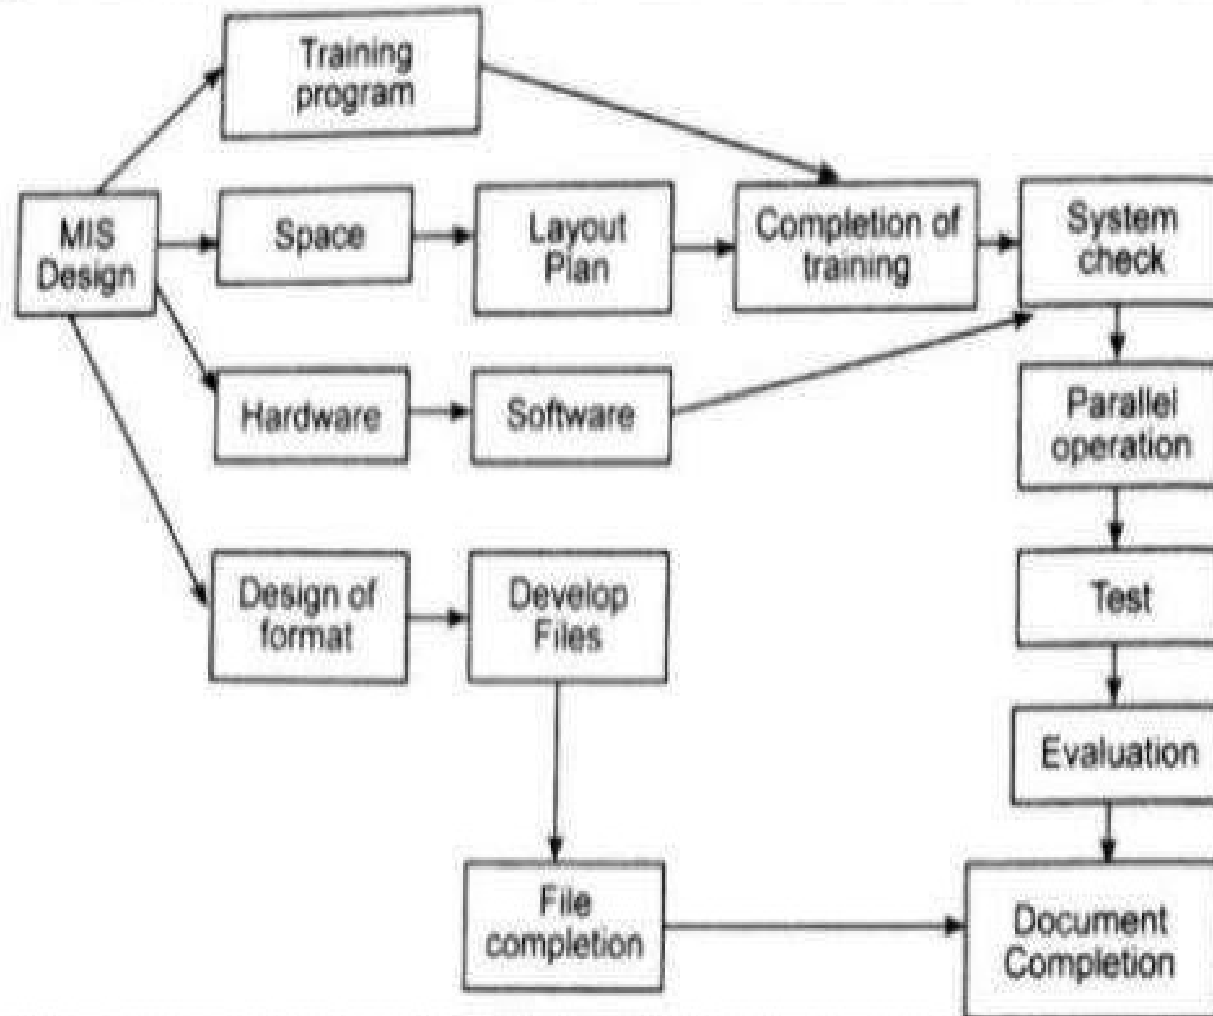 Training
program
MIS
Design
Space
Layout
Plan
Completion of
training
System
check
Hardware
Software
Parallel
operation
Design of
format
Develop
Files
Test
Evaluation
File
completion
Document
Completion